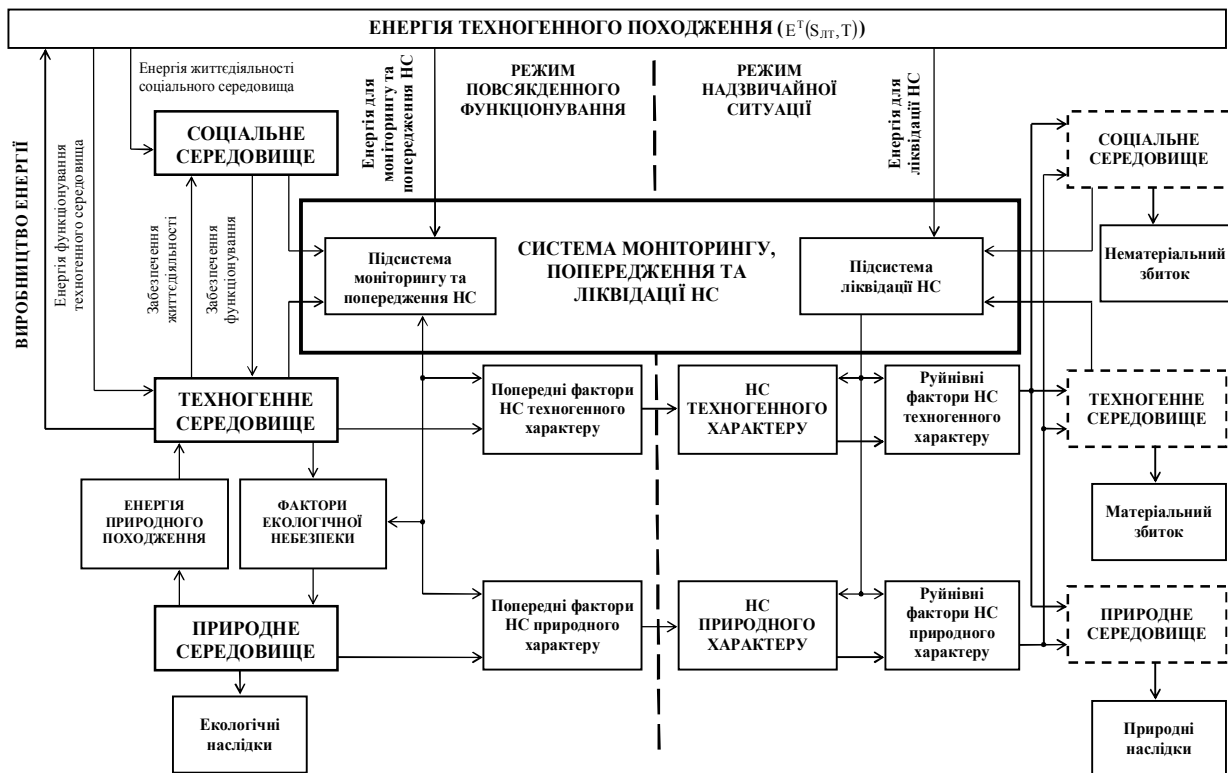 ЕНЕРГІЯ ТЕХНОГЕННОГО ПОХОДЖЕННЯ (Eᵀ(S_ЛТ, T))
Енергія життєдіяльності
соціального середовища
РЕЖИМ
ПОВСЯКДЕННОГО
ФУНКЦІОНУВАННЯ
РЕЖИМ
НАДЗВИЧАЙНОЇ
СИТУАЦІЇ
ВИРОБНИЦТВО ЕНЕРГІЇ
Енергія функціонування
техногенного середовища
СОЦІАЛЬНЕ
СЕРЕДОВИЩЕ
Забезпечення
життєдіяльності
Забезпечення
функціонування
Енергія для
моніторингу та
попередження НС
Енергія для
ліквідації НС
СОЦІАЛЬНЕ
СЕРЕДОВИЩЕ
Нематеріальний
збиток
Підсистема
моніторингу та
попередження НС
СИСТЕМА МОНІТОРИНГУ,
ПОПЕРЕДЖЕННЯ ТА
ЛІКВІДАЦІЇ НС
Підсистема
ліквідації НС
ТЕХНОГЕННЕ
СЕРЕДОВИЩЕ
Попередні фактори
НС техногенного
характеру
НС
ТЕХНОГЕННОГО
ХАРАКТЕРУ
Руйнівні
фактори НС
техногенного
характеру
ТЕХНОГЕННЕ
СЕРЕДОВИЩЕ
ЕНЕРГІЯ
ПРИРОДНОГО
ПОХОДЖЕННЯ
ФАКТОРИ
ЕКОЛОГІЧНОЇ
НЕБЕЗПЕКИ
Матеріальний
збиток
ПРИРОДНЕ
СЕРЕДОВИЩЕ
Попередні фактори
НС природного
характеру
НС
ПРИРОДНОГО
ХАРАКТЕРУ
Руйнівні
фактори НС
природного
характеру
ПРИРОДНЕ
СЕРЕДОВИЩЕ
Екологічні
наслідки
Природні
наслідки